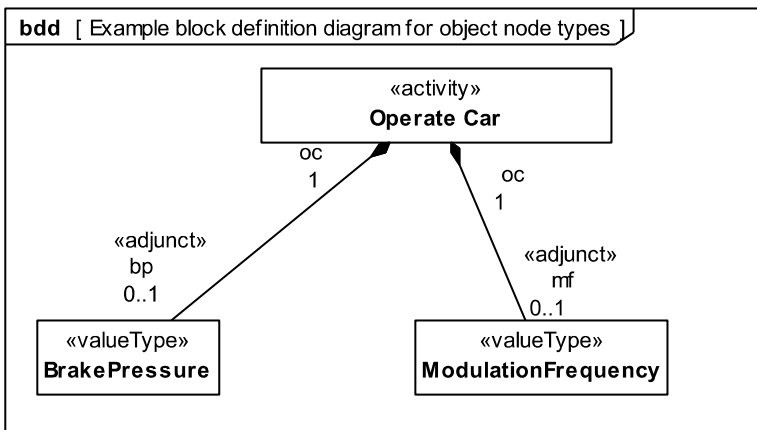 bdd [ Example block definition diagram for object node types ]
«activity»
Operate Car
oc
1
oc
1
«adjunct»
bp
0..1
«adjunct»
mf
0..1
«valueType»
BrakePressure
«valueType»
ModulationFrequency